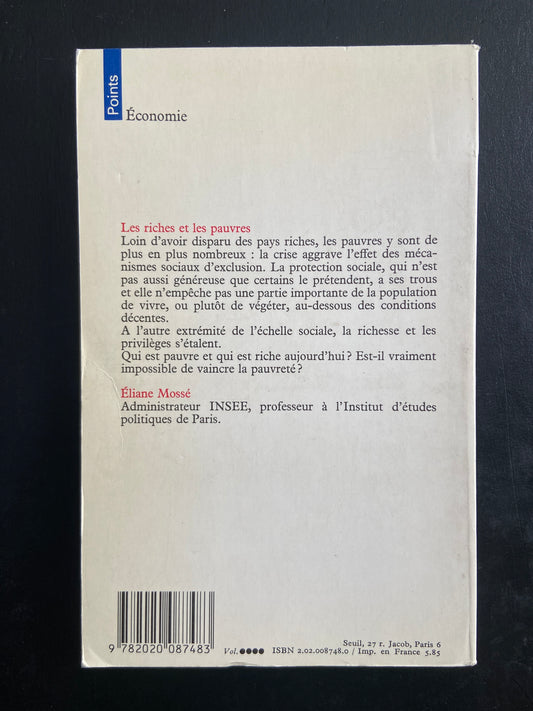 Points
Économie
Les riches et les pauvres
Loin d'avoir disparu des pays riches, les pauvres y sont de
plus en plus nombreux : la crise aggrave l'effet des méca-
nismes sociaux d'exclusion. La protection sociale, qui n'est
pas aussi généreuse que certains le prétendent, a ses trous
et elle n'empêche pas une partie importante de la population
de vivre, ou plutôt de végéter, au-dessous des conditions
décentes.
A l'autre extrémité de l'échelle sociale, la richesse et les
privilèges s'étalent.
Qui est pauvre et qui est riche aujourd'hui ? Est-il vraiment
impossible de vaincre la pauvreté ?
Éliane Mossé
Administrateur INSEE, professeur à l'Institut d'études
politiques de Paris.
9 782020 087483
Vol. ●●●●
Seuil, 27 r. Jacob, Paris 6
ISBN 2.02.008748.0 / Imp. en France 5.85